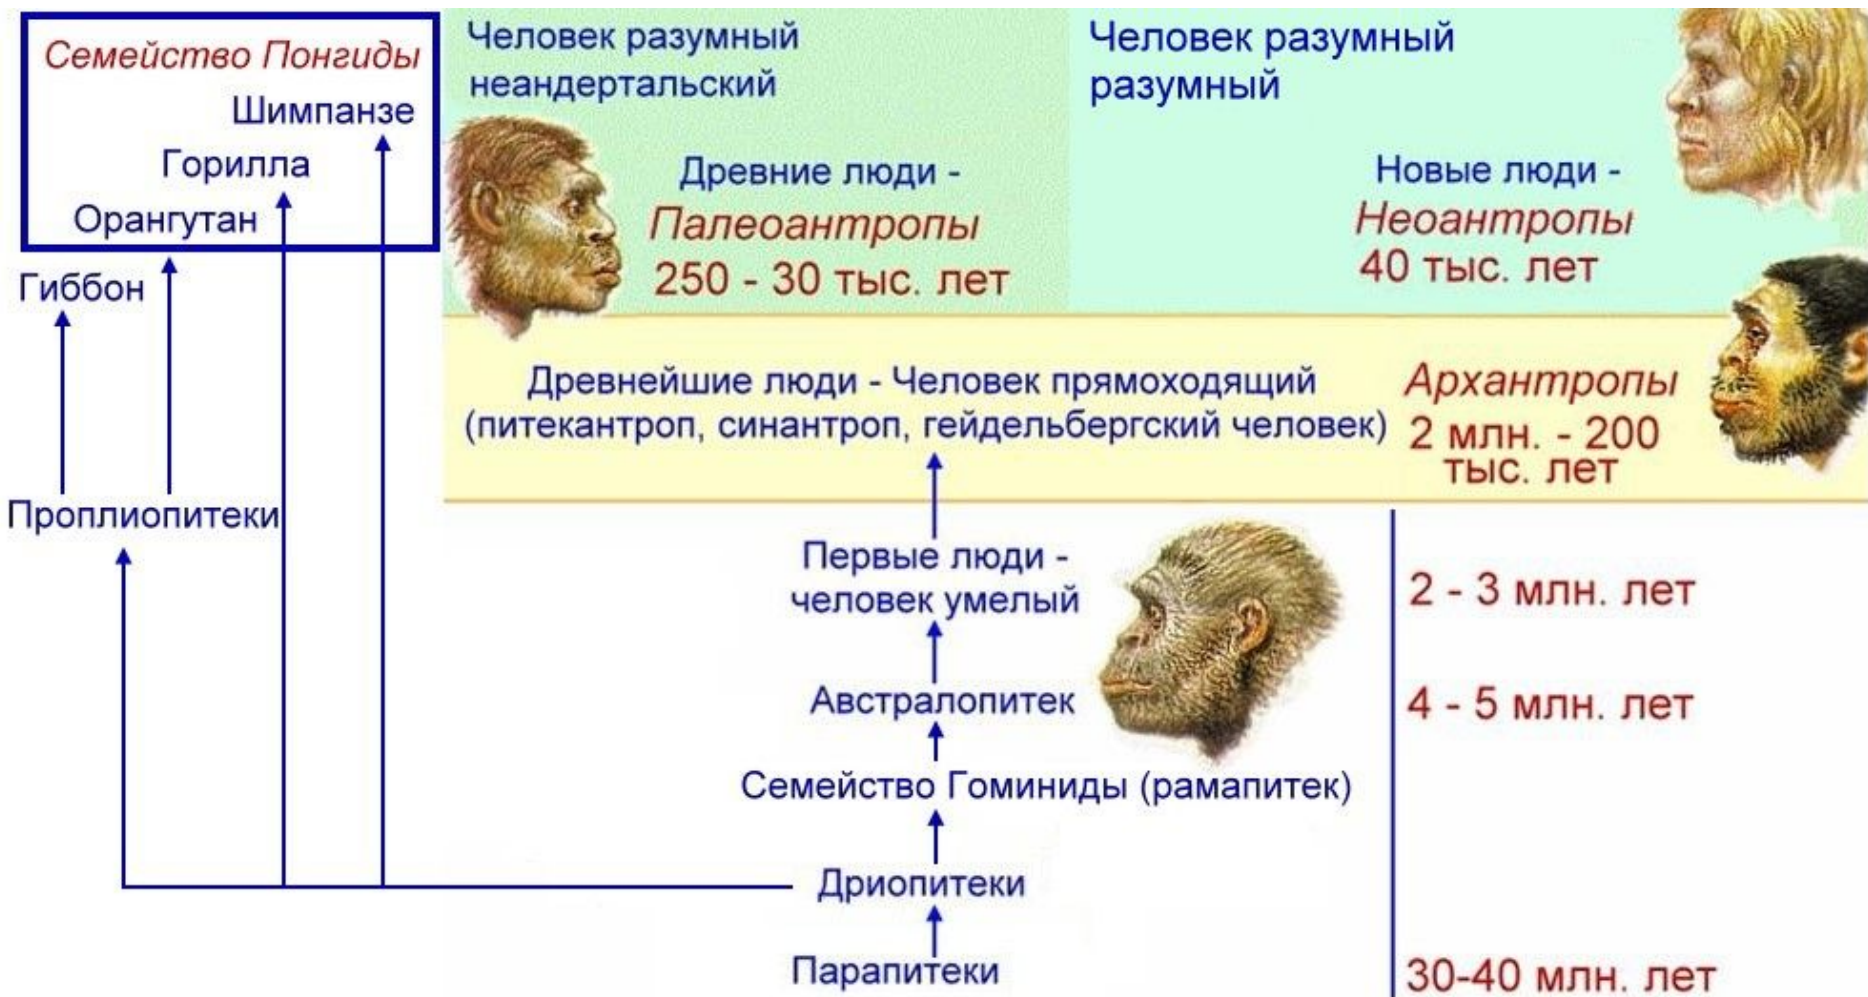 Семейство Понгиды
Шимпанзе
Горилла
Орангутан
Гиббон
Проплиопитеки
Человек разумный
неандертальский
Древние люди -
Палеоантропы
250 - 30 тыс. лет
Человек разумный
разумный
Новые люди -
Неоантропы
40 тыс. лет
Древнейшие люди - Человек прямоходящий
(питекантроп, синантроп, гейдельбергский человек)
Архантропы
2 млн. - 200
тыс. лет
Первые люди -
человек умелый
2 - 3 млн. лет
Австралопитек
4 - 5 млн. лет
Семейство Гоминиды (рамапитек)
Дриопитеки
Парапитеки
30-40 млн. лет